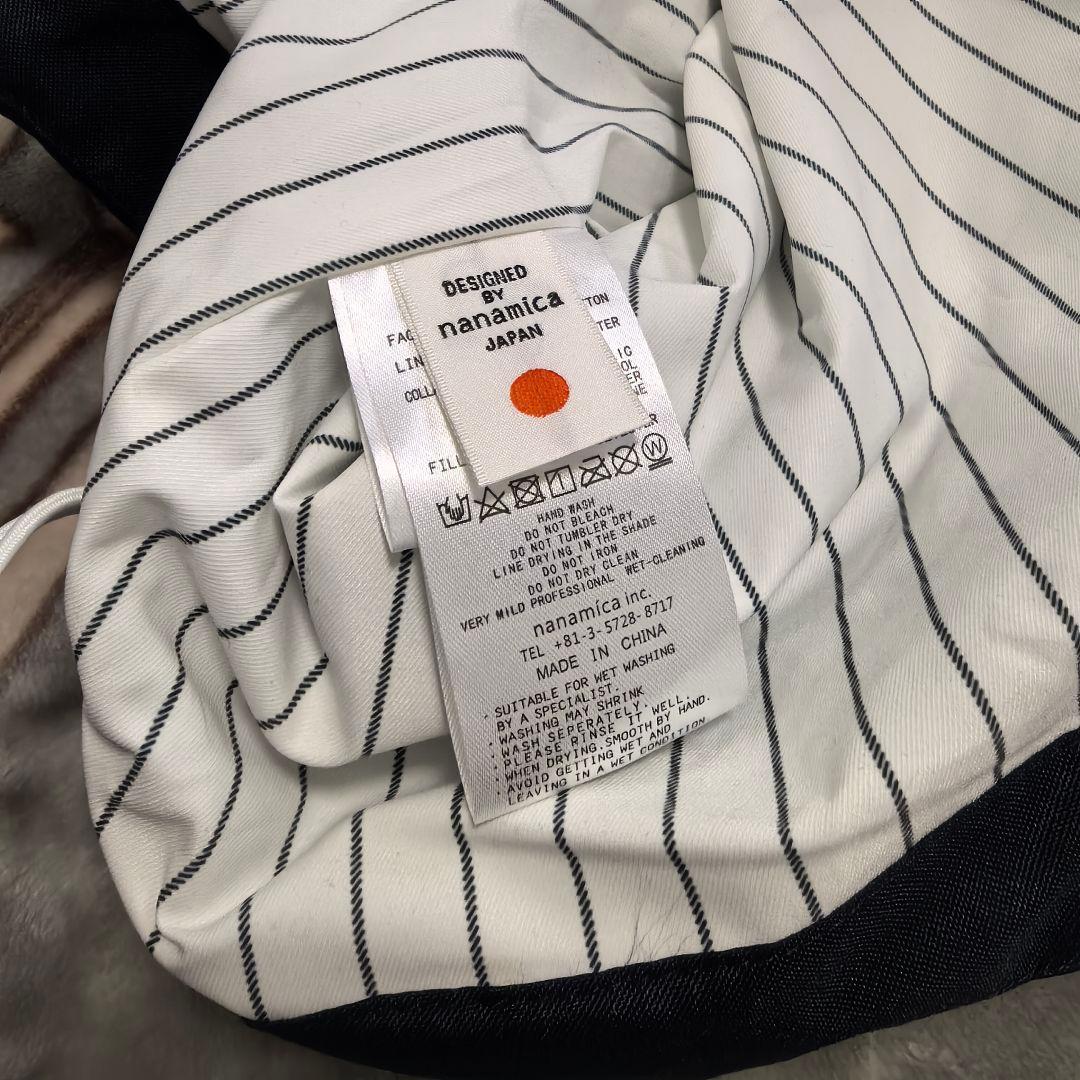 DESIGNED
BY
nanamica
JAPAN
HAND WASH
DO NOT BLEACH
DO NOT TUMBLER DRY
LINE DRYING IN THE SHADE
DO NOT IRON
DO NOT DRY CLEAN
VERY MILD PROFESSIONAL WET-CLEANING
nanamica inc.
TEL +81-3-5728-8717
MADE IN CHINA
· SUITABLE FOR WET WASHING
BY A SPECIALIST.
· WASHING MAY SHRINK
· WASH SEPERATELY.
· PLEASE RINSE IT WELL.
· WHEN DRYING.SMOOTH BY HAND.
· AVOID GETTING WET AND
LEAVING IN A WET CONDITION